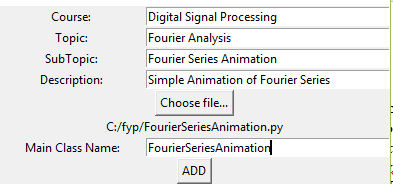 Course: Digital Signal Processing
Topic: Fourier Analysis
SubTopic: Fourier Series Animation
Description: Simple Animation of Fourier Series
Choose file...
C:/fyp/FourierSeriesAnimation.py
Main Class Name: FourierSeriesAnimation
ADD